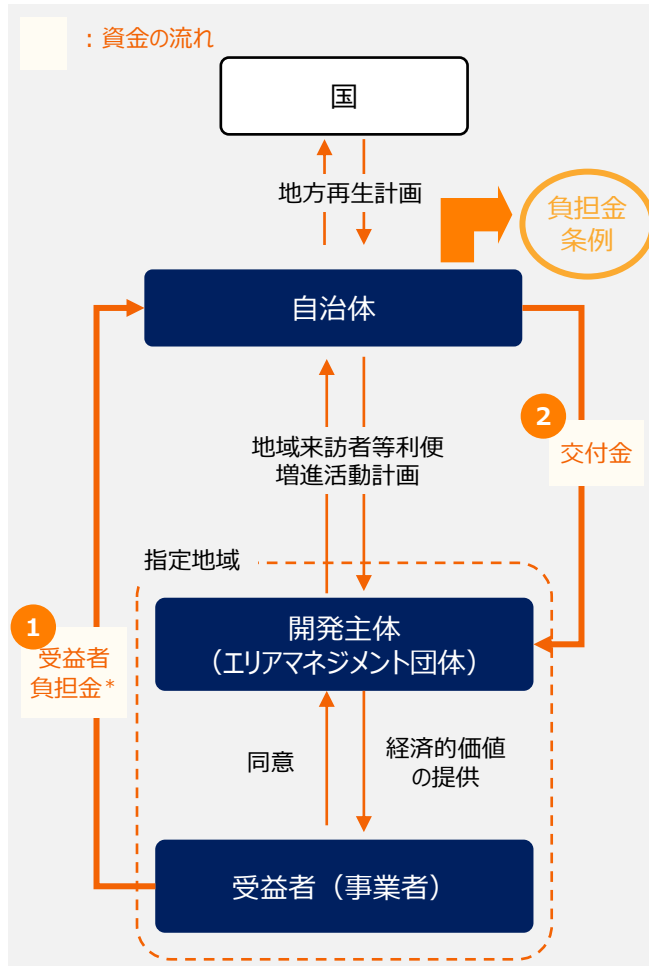 ：資金の流れ
国
地方再生計画
負担金
条例
自治体
2
交付金
地域来訪者等利便
増進活動計画
指定地域
1
受益者
負担金*
開発主体
（エリアマネジメント団体）
同意
経済的価値
の提供
受益者（事業者）